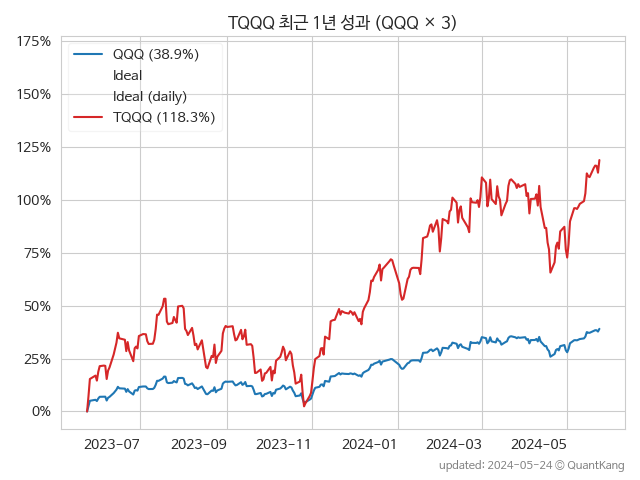 TQQQ 최근 1년 성과 (QQQ × 3)
175%
150%
125%
100%
75%
50%
25%
0%
QQQ (38.9%)
Ideal
Ideal (daily)
TQQQ (118.3%)
2023−07
2023−09
2023−11
2024−01
2024−03
2024−05
updated: 2024-05-24 © QuantKang